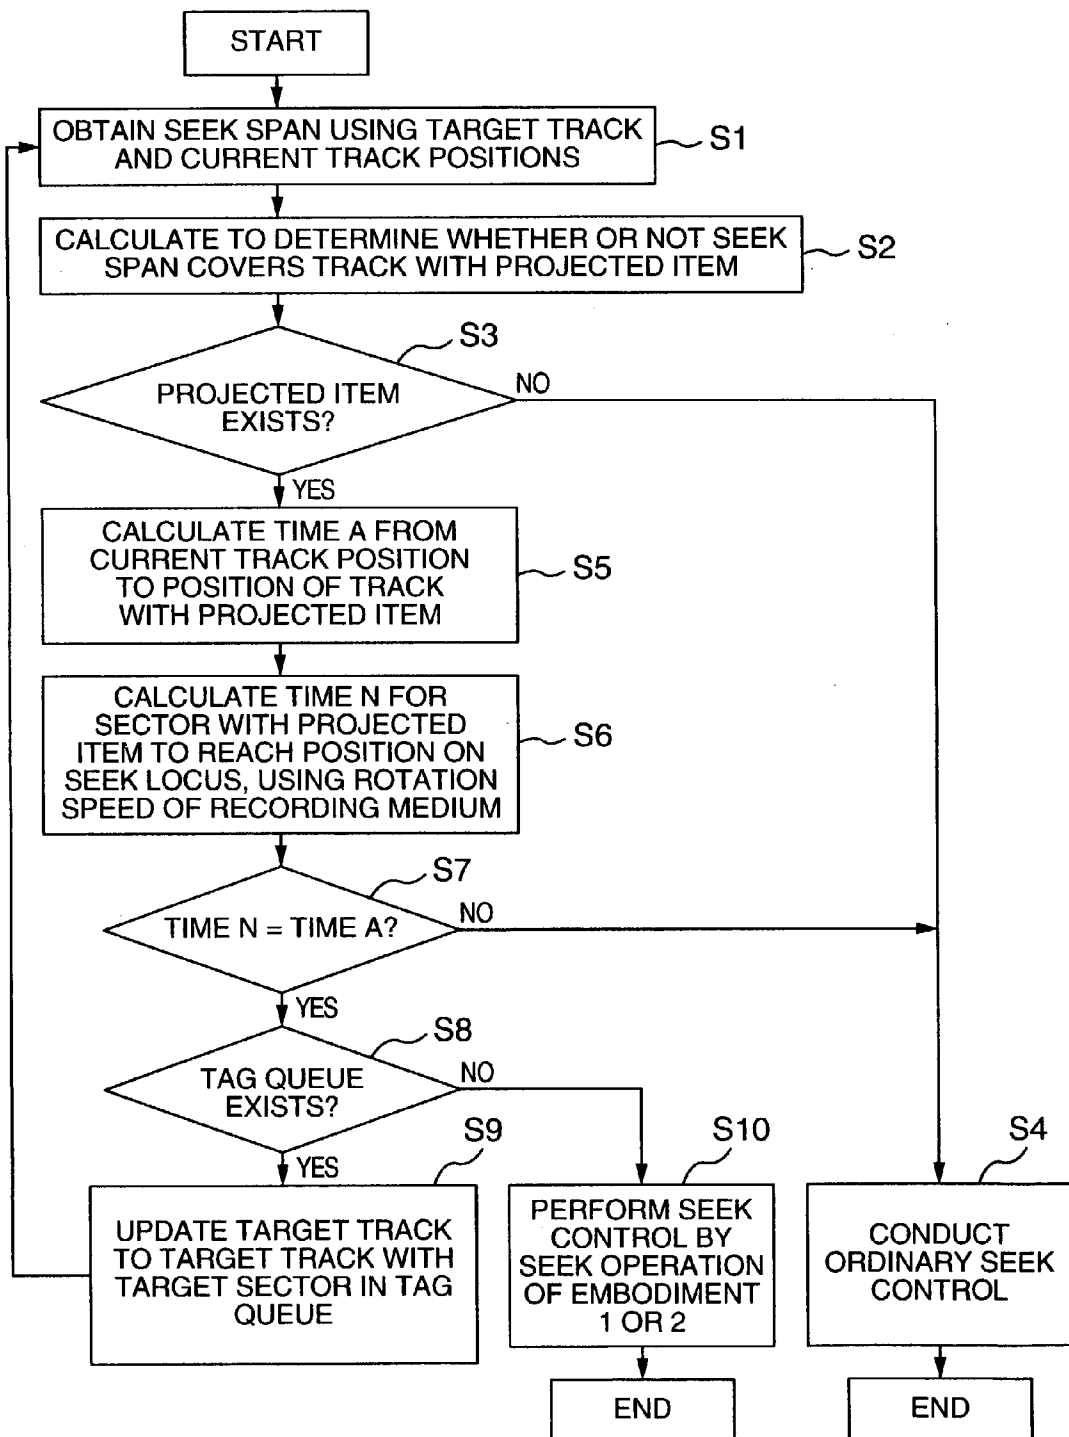 START
OBTAIN SEEK SPAN USING TARGET TRACK
AND CURRENT TRACK POSITIONS
S1
CALCULATE TO DETERMINE WHETHER OR NOT SEEK
SPAN COVERS TRACK WITH PROJECTED ITEM
S2
S3
PROJECTED ITEM
EXISTS?
NO
YES
CALCULATE TIME A FROM
CURRENT TRACK POSITION
TO POSITION OF TRACK
WITH PROJECTED ITEM
S5
CALCULATE TIME N FOR
SECTOR WITH PROJECTED
ITEM TO REACH POSITION ON
SEEK LOCUS, USING ROTATION
SPEED OF RECORDING MEDIUM
S6
S7
TIME N = TIME A?
NO
YES
S8
TAG QUEUE
EXISTS?
NO
YES
S9
UPDATE TARGET TRACK
TO TARGET TRACK WITH
TARGET SECTOR IN TAG
QUEUE
S10
PERFORM SEEK
CONTROL BY
SEEK OPERATION
OF EMBODIMENT
1 OR 2
END
S4
CONDUCT
ORDINARY SEEK
CONTROL
END